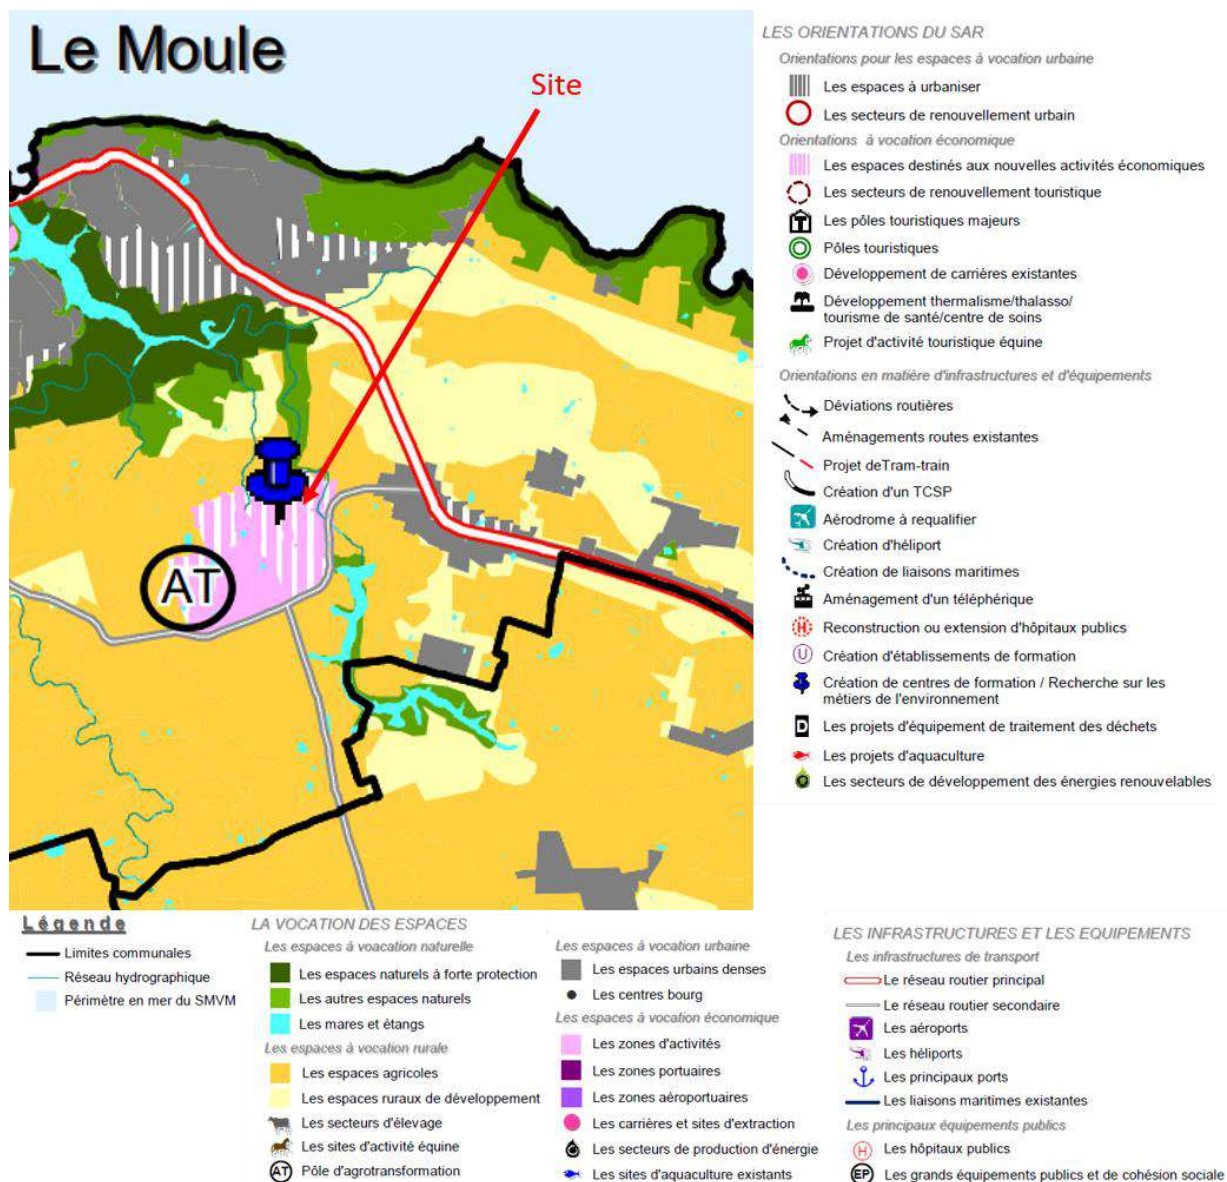 Le Moule
Site
AT
LES ORIENTATIONS DU SAR
Orientations pour les espaces à vocation urbaine
Les espaces à urbaniser
Les secteurs de renouvellement urbain
Orientations à vocation économique
Les espaces destinés aux nouvelles activités économiques
Les secteurs de renouvellement touristique
T
Les pôles touristiques majeurs
Pôles touristiques
Développement de carrières existantes
Développement thermalisme/thalasso/
tourisme de santé/centre de soins
Projet d'activité touristique équine
Orientations en matière d'infrastructures et d'équipements
Déviations routières
Aménagements routes existantes
Projet deTram-train
Création d'un TCSP
Aérodrome à requalifier
Création d'héliport
Création de liaisons maritimes
Aménagement d'un téléphérique
H Reconstruction ou extension d'hôpitaux publics
U Création d'établissements de formation
Création de centres de formation / Recherche sur les
métiers de l'environnement
D Les projets d'équipement de traitement des déchets
Les projets d'aquaculture
Les secteurs de développement des énergies renouvelables
Légende
Limites communales
Réseau hydrographique
Périmètre en mer du SMVM
LA VOCATION DES ESPACES
Les espaces à voacation naturelle
Les espaces naturels à forte protection
Les autres espaces naturels
Les mares et étangs
Les espaces à vocation rurale
Les espaces agricoles
Les espaces ruraux de développement
Les secteurs d'élevage
Les sites d'activité équine
AT Pôle d'agrotransformation
Les espaces à vocation urbaine
Les espaces urbains denses
Les centres bourg
Les espaces à vocation économique
Les zones d'activités
Les zones portuaires
Les zones aéroportuaires
Les carrières et sites d'extraction
Les secteurs de production d'énergie
Les sites d'aquaculture existants
LES INFRASTRUCTURES ET LES EQUIPEMENTS
Les infrastructures de transport
Le réseau routier principal
Le réseau routier secondaire
Les aéroports
Les héliports
Les principaux ports
Les liaisons maritimes existantes
Les principaux équipements publics
H Les hôpitaux publics
EP Les grands équipements publics et de cohésion sociale